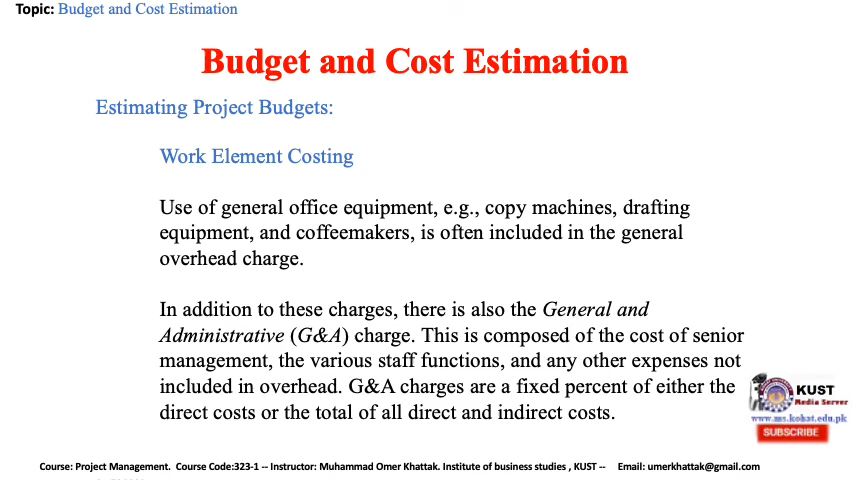 Topic: Budget and Cost Estimation
Budget and Cost Estimation
Estimating Project Budgets:
Work Element Costing
Use of general office equipment, e.g., copy machines, drafting
equipment, and coffeemakers, is often included in the general
overhead charge.
In addition to these charges, there is also the General and
Administrative (G&A) charge. This is composed of the cost of senior
management, the various staff functions, and any other expenses not
included in overhead. G&A charges are a fixed percent of either the
direct costs or the total of all direct and indirect costs.
KUST
Media Server
www.ms.kohat.edu.pk
SUBSCRIBE
Course: Project Management. Course Code:323-1 -- Instructor: Muhammad Omer Khattak. Institute of business studies , KUST -- Email: umerkhattak@gmail.com